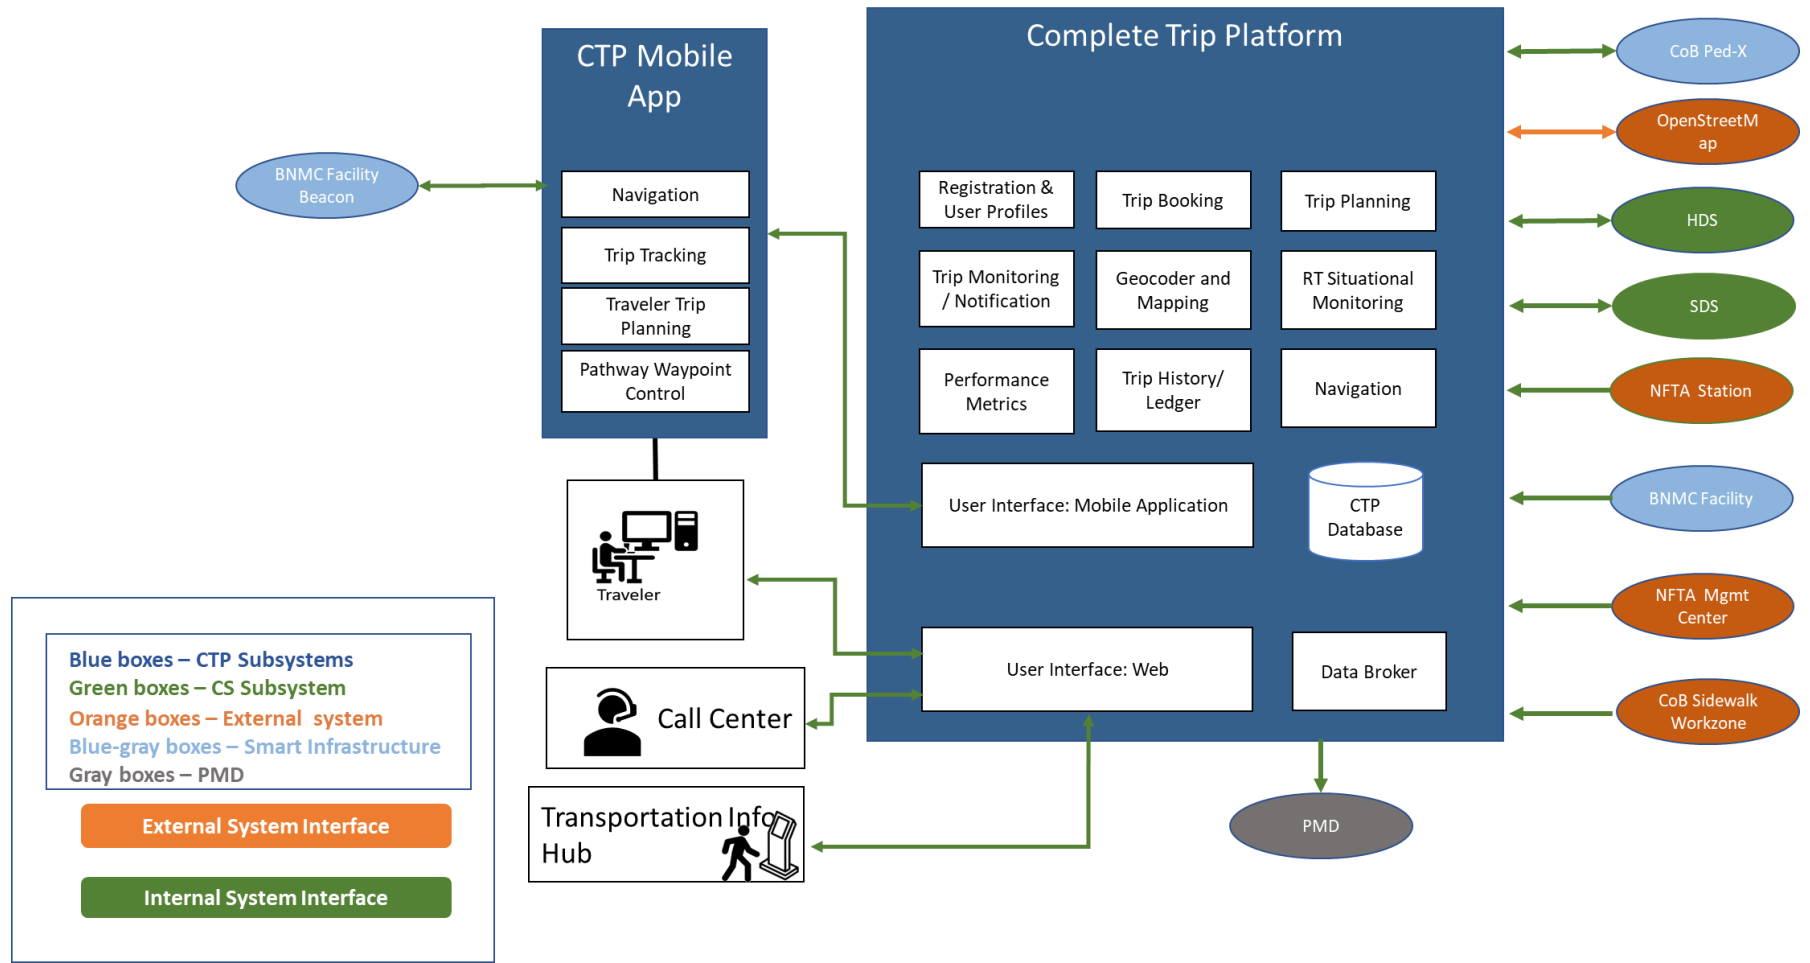 CTP Mobile
App
Navigation
Trip Tracking
Traveler Trip
Planning
Pathway Waypoint
Control
BNMC Facility
Beacon
Traveler
Call Center
Transportation Info
Hub
Complete Trip Platform
Registration &
User Profiles
Trip Booking
Trip Planning
Trip Monitoring
/ Notification
Geocoder and
Mapping
RT Situational
Monitoring
Performance
Metrics
Trip History/
Ledger
Navigation
User Interface: Mobile Application
CTP
Database
User Interface: Web
Data Broker
CoB Ped-X
OpenStreetM
ap
HDS
SDS
NFTA  Station
BNMC Facility
NFTA  Mgmt
Center
CoB Sidewalk
Workzone
PMD
Blue boxes – CTP Subsystems
Green boxes – CS Subsystem
Orange boxes – External  system
Blue-gray boxes – Smart Infrastructure
Gray boxes – PMD
External System Interface
Internal System Interface